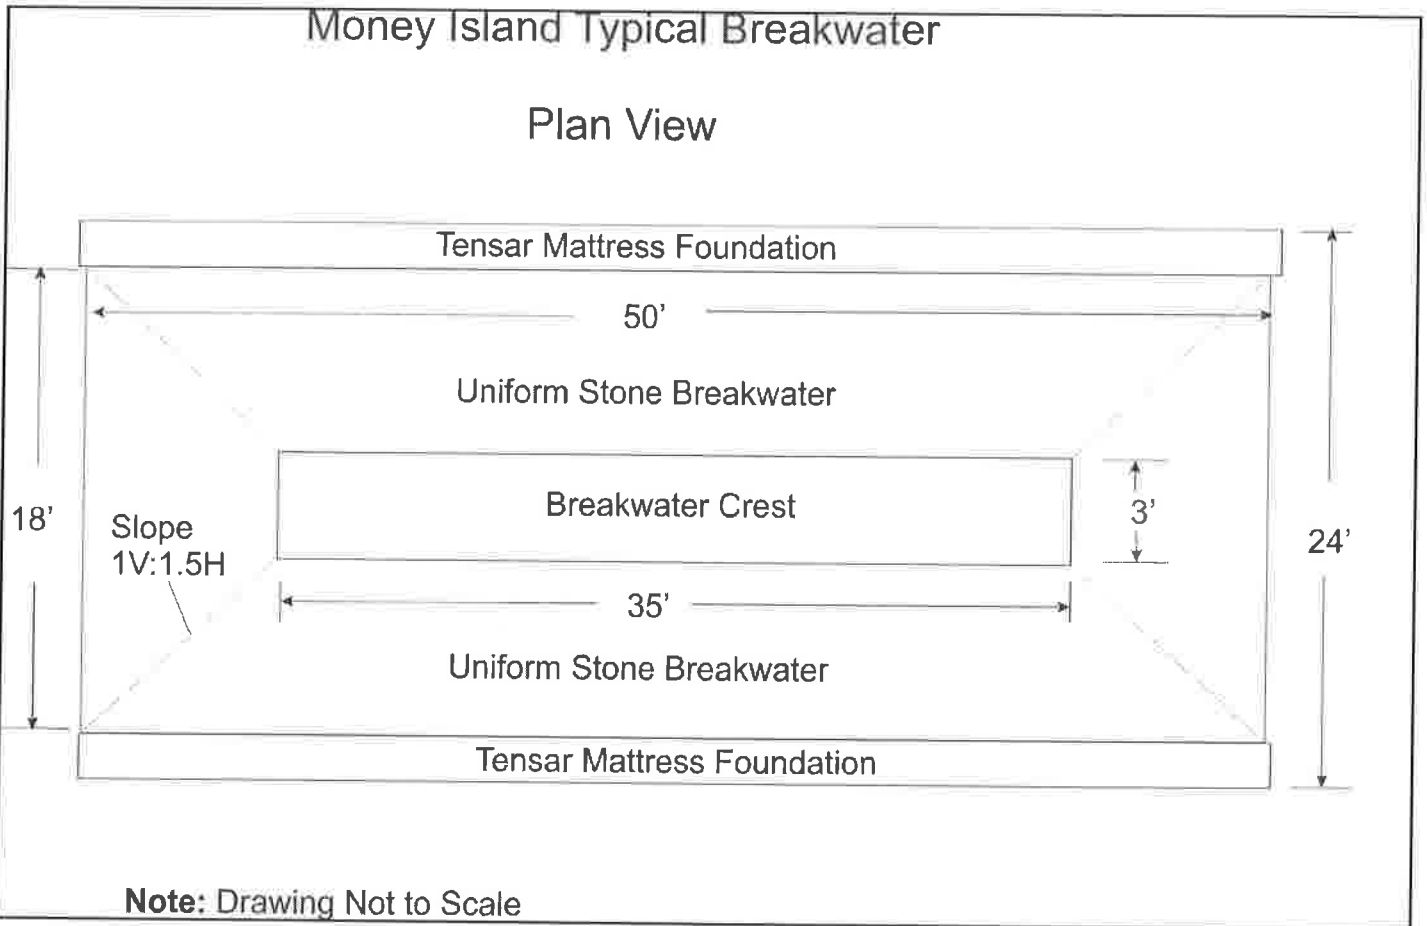 Money Island Typical Breakwater
Plan View
Tensar Mattress Foundation
50’
Uniform Stone Breakwater
Breakwater Crest
3’
18’
Slope
1V:1.5H
24’
35’
Uniform Stone Breakwater
Tensar Mattress Foundation
Note: Drawing Not to Scale